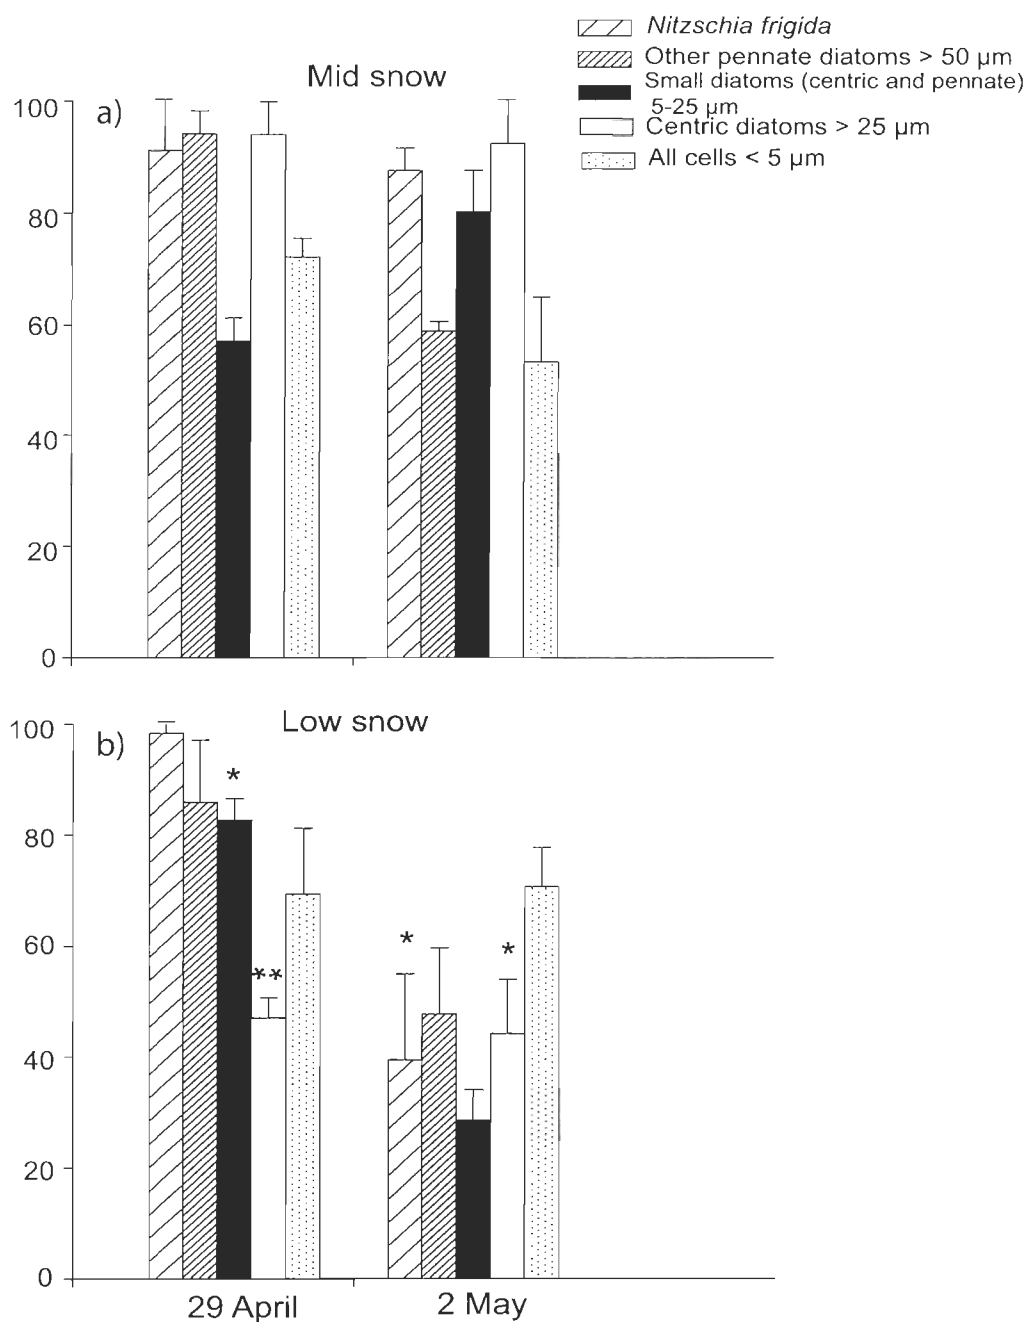 Nitzschia frigida
Other pennate diatoms > 50 µm
Small diatoms (centric and pennate)
5-25 µm
Centric diatoms > 25 µm
All cells < 5 µm
Mid snow
a)
100
80
60
40
20
0
Low snow
b)
100
80
60
40
20
0
*
**
*
*
29 April
2 May